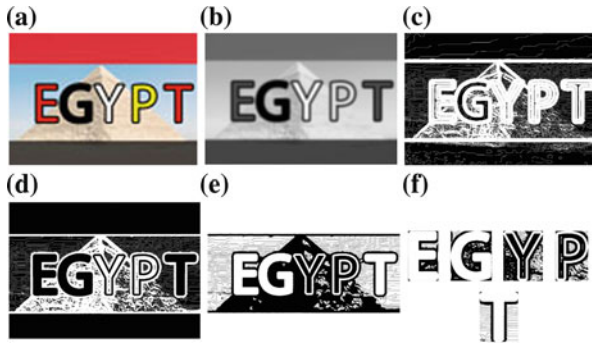 (a) (b) (c)
EGYPT EGYPT EGYPT
(d) (e) (f)
EGYPT EGYPT EGYP
T